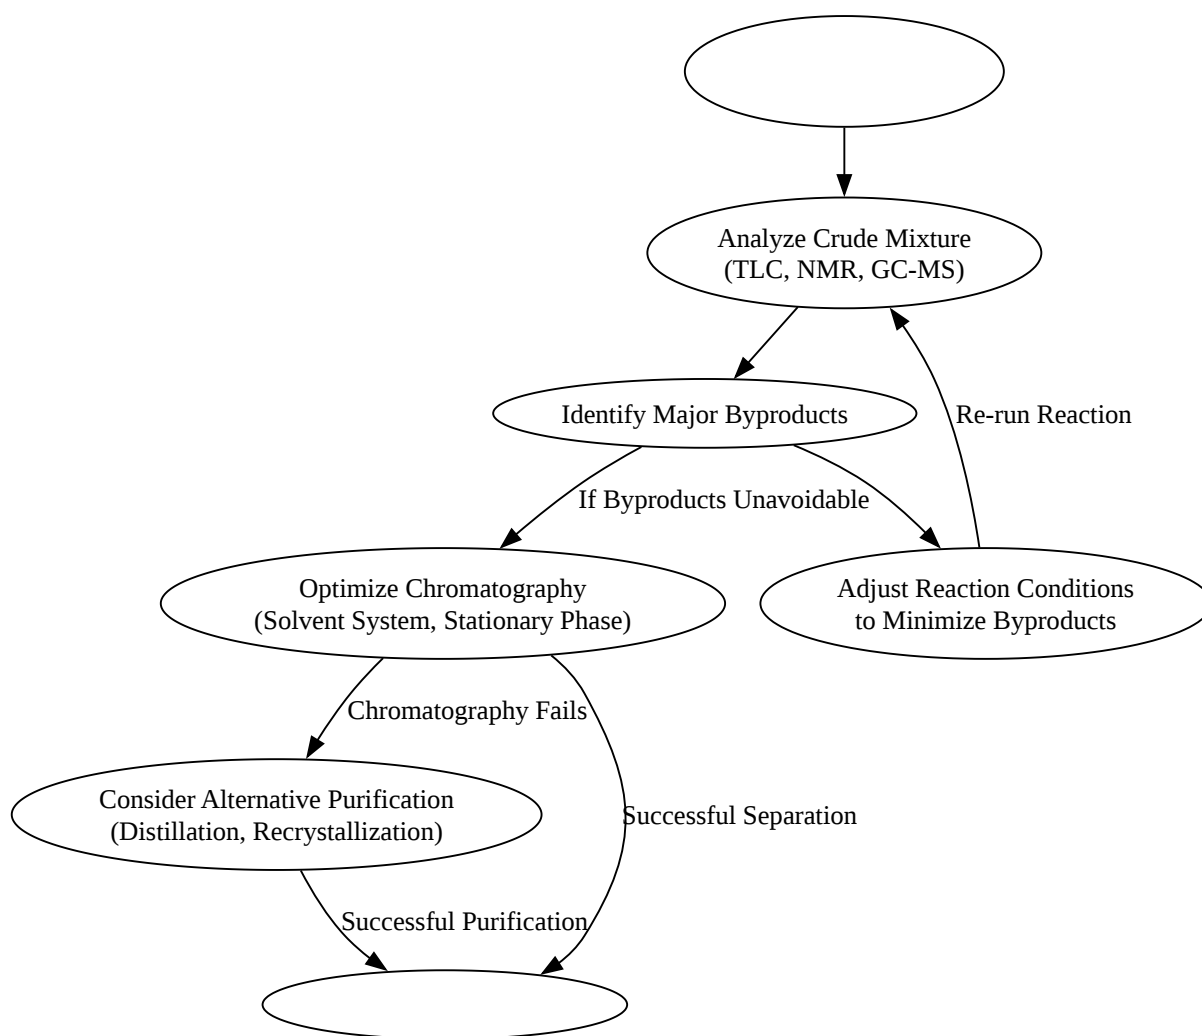 Analyze Crude Mixture
(TLC, NMR, GC-MS)
Identify Major Byproducts
Re-run Reaction
If Byproducts Unavoidable
Optimize Chromatography
(Solvent System, Stationary Phase)
Adjust Reaction Conditions
to Minimize Byproducts
Chromatography Fails
Consider Alternative Purification
(Distillation, Recrystallization)
Successful Separation
Successful Purification